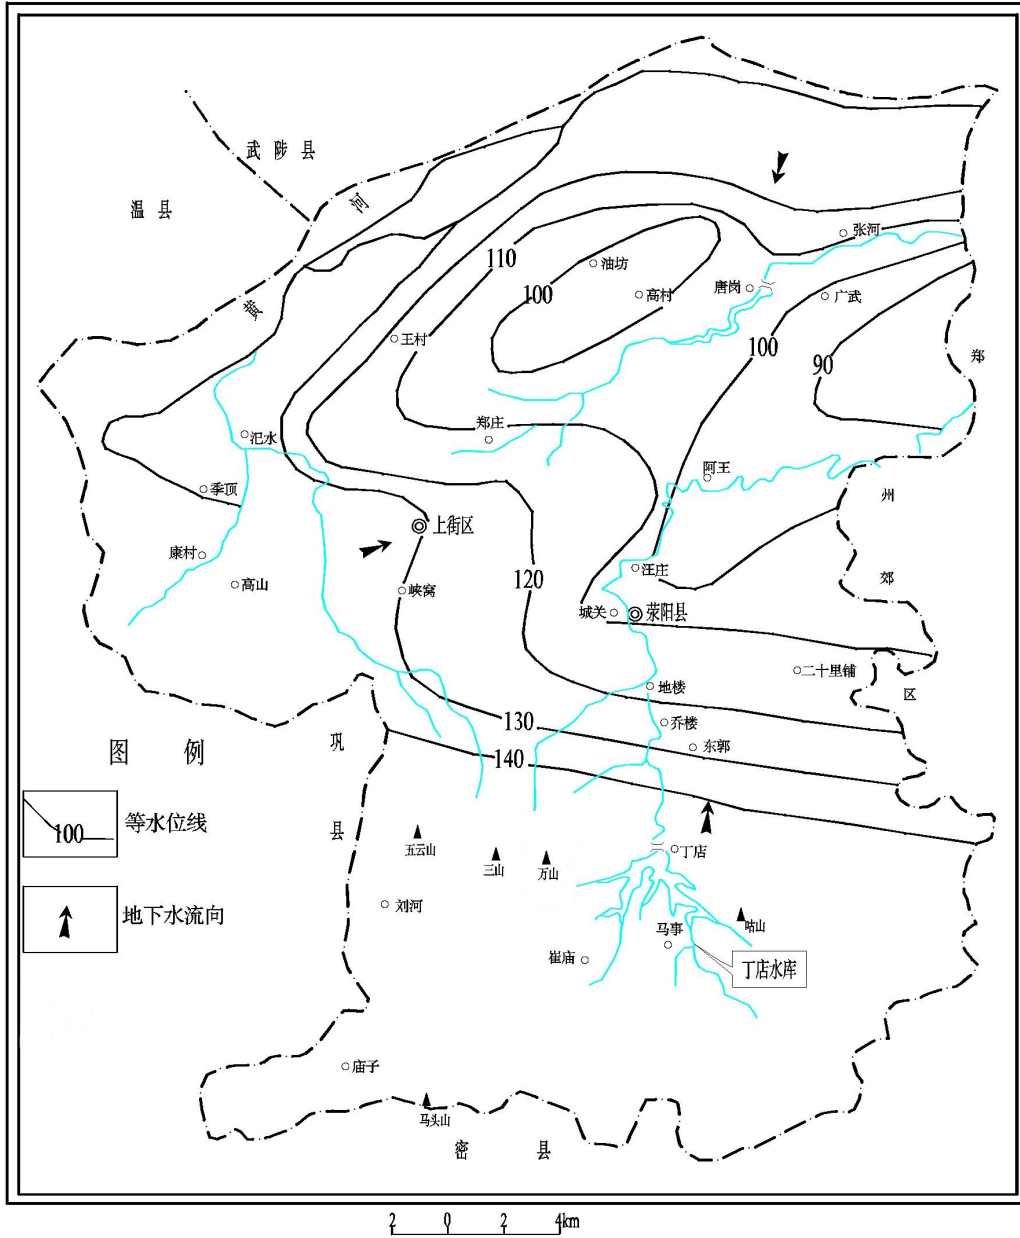 武陟县
温县
河
黄
张河
110
油坊
100
高村
唐岗
广武
王村
100
90
郑
郑庄
汜水
阿王
季顶
州
上街区
康村
汪庄
120
高山
峡窝
郊
城关
荥阳县
二十里铺
地楼
区
130
乔楼
图 例
巩
东郭
140
100
等水位线
县
五云山
三山
万山
丁店
地下水流向
刘河
咕山
马事
崔庙
丁店水库
庙子
马头山
密 县
2 0 2 4km